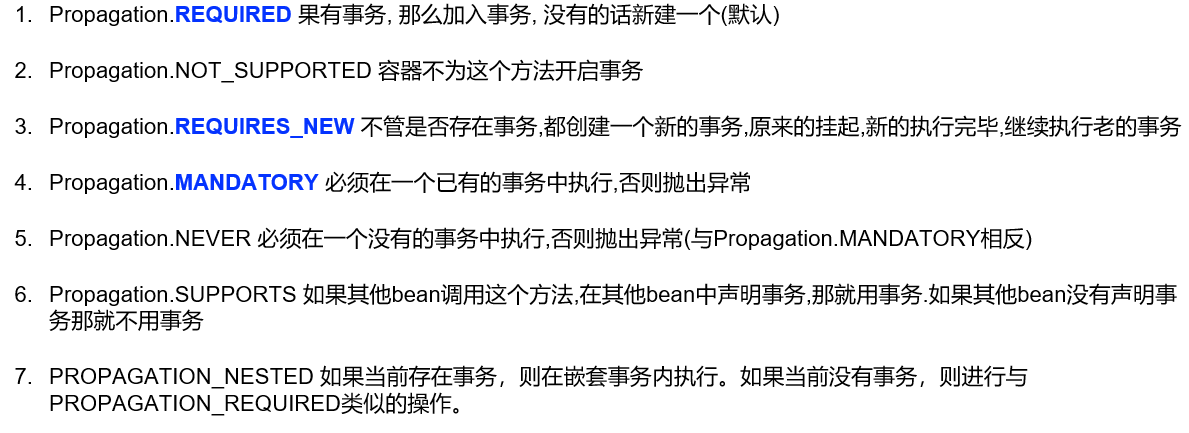 1. Propagation.REQUIRED 果有事务, 那么加入事务, 没有的话新建一个(默认)
2. Propagation.NOT_SUPPORTED 容器不为这个方法开启事务
3. Propagation.REQUIRES_NEW 不管是否存在事务,都创建一个新的事务,原来的挂起,新的执行完毕,继续执行老的事务
4. Propagation.MANDATORY 必须在一个已有的事务中执行,否则抛出异常
5. Propagation.NEVER 必须在一个没有的事务中执行,否则抛出异常(与Propagation.MANDATORY相反)
6. Propagation.SUPPORTS 如果其他bean调用这个方法,在其他bean中声明事务,那就用事务.如果其他bean没有声明事
务那就不用事务
7. PROPAGATION_NESTED 如果当前存在事务，则在嵌套事务内执行。如果当前没有事务，则进行与
PROPAGATION_REQUIRED类似的操作。